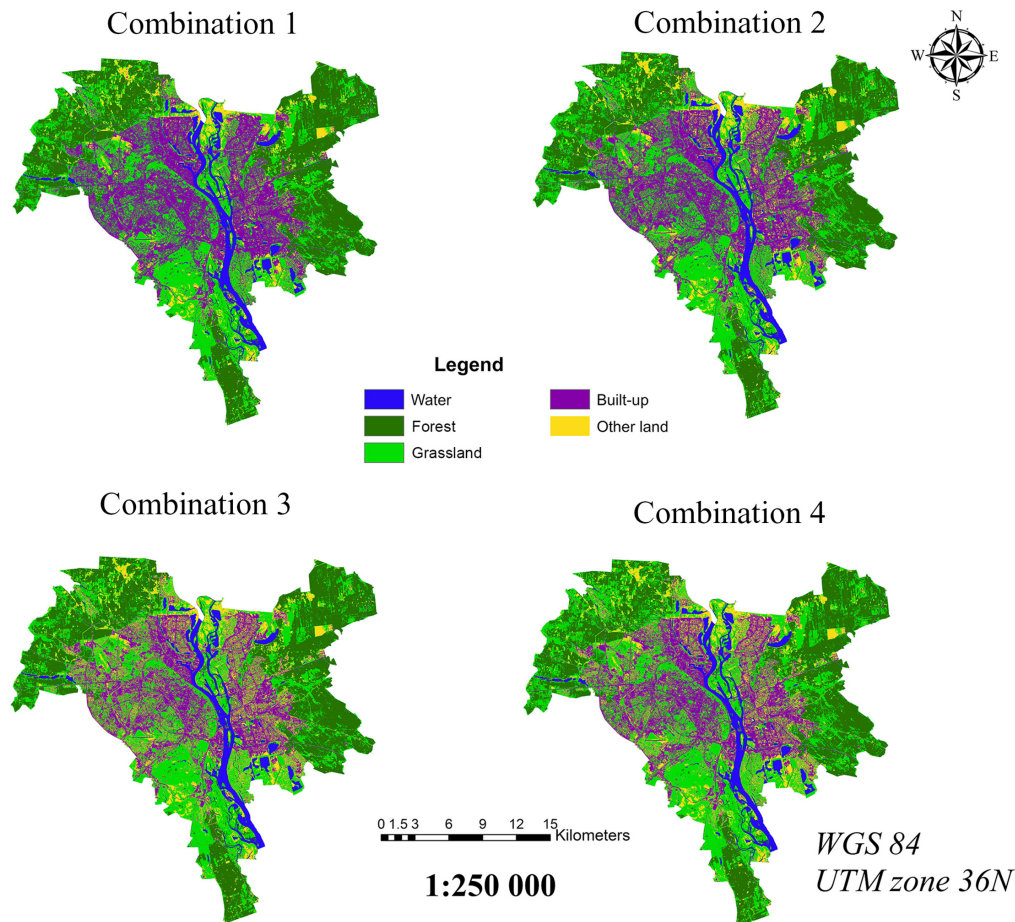 Combination 1
Combination 2
N
W E
S
Legend
Water
Built-up
Forest
Other land
Grassland
Combination 3
Combination 4
0 1.5 3 6 9 12 15
Kilometers
1:250 000
WGS 84
UTM zone 36N